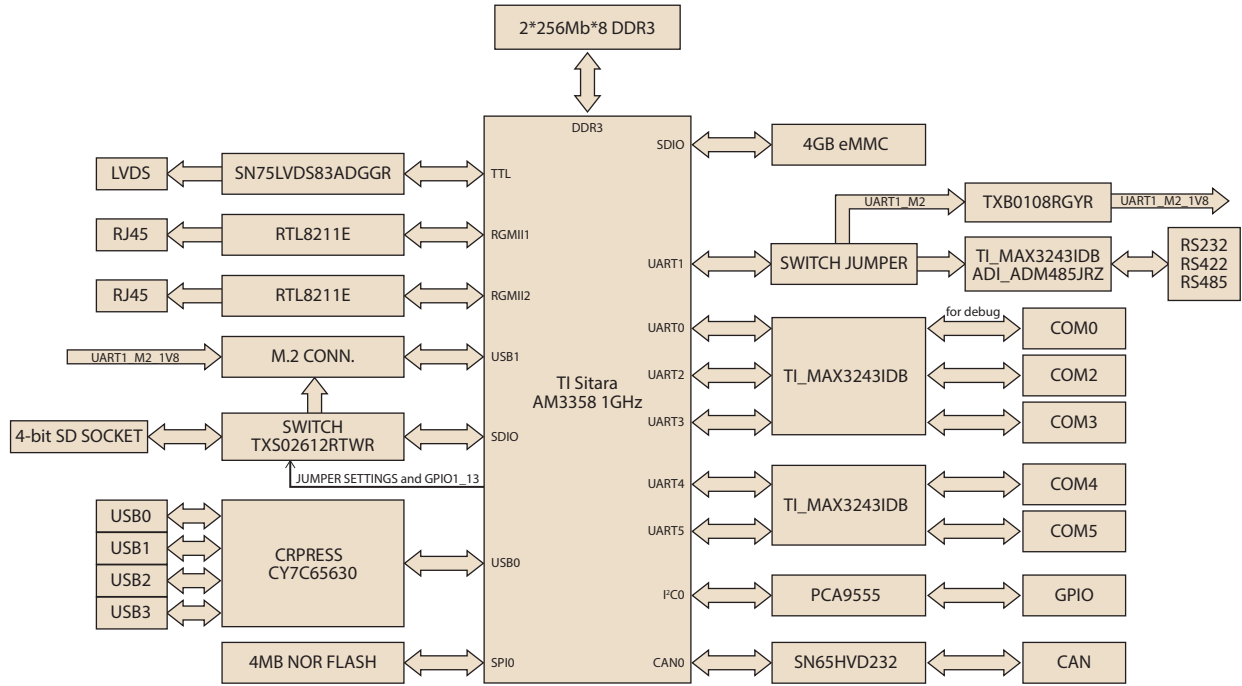 2*256Mb*8 DDR3
DDR3
LVDS
SN75LVDS83ADGGR
TTL
RJ45
RTL8211E
RGMII1
RJ45
RTL8211E
RGMII2
UART1_M2_1V8
M.2 CONN.
USB1
4-bit SD SOCKET
SWITCH
TXS02612RTWR
SDIO
JUMPER SETTINGS and GPIO1_13
USB0
USB1
USB2
USB3
CRPRESS
CY7C65630
USB0
4MB NOR FLASH
SPI0
TI Sitara
AM3358 1GHz
SDIO
4GB eMMC
UART1_M2
TXB0108RGYR
UART1_M2_1V8
UART1
SWITCH JUMPER
TI_MAX3243IDB
ADI_ADM485JRZ
RS232
RS422
RS485
UART0
for debug
COM0
UART2
TI_MAX3243IDB
COM2
UART3
COM3
UART4
TI_MAX3243IDB
COM4
UART5
COM5
I²C0
PCA9555
GPIO
CAN0
SN65HVD232
CAN